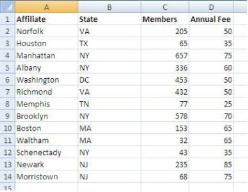 A B C D
1 Affiliate State Members Annual Fee
2 Norfolk VA 205 50
3 Houston TX 65 35
4 Manhattan NY 657 75
5 Albany NY 336 60
6 Washington DC 453 50
7 Richmond VA 432 50
8 Memphis TN 77 25
9 Brooklyn NY 578 70
10 Boston MA 153 65
11 Waltham MA 32 65
12 Schenectady NY 43 35
13 Newark NJ 235 85
14 Morristown NJ 68 75
15